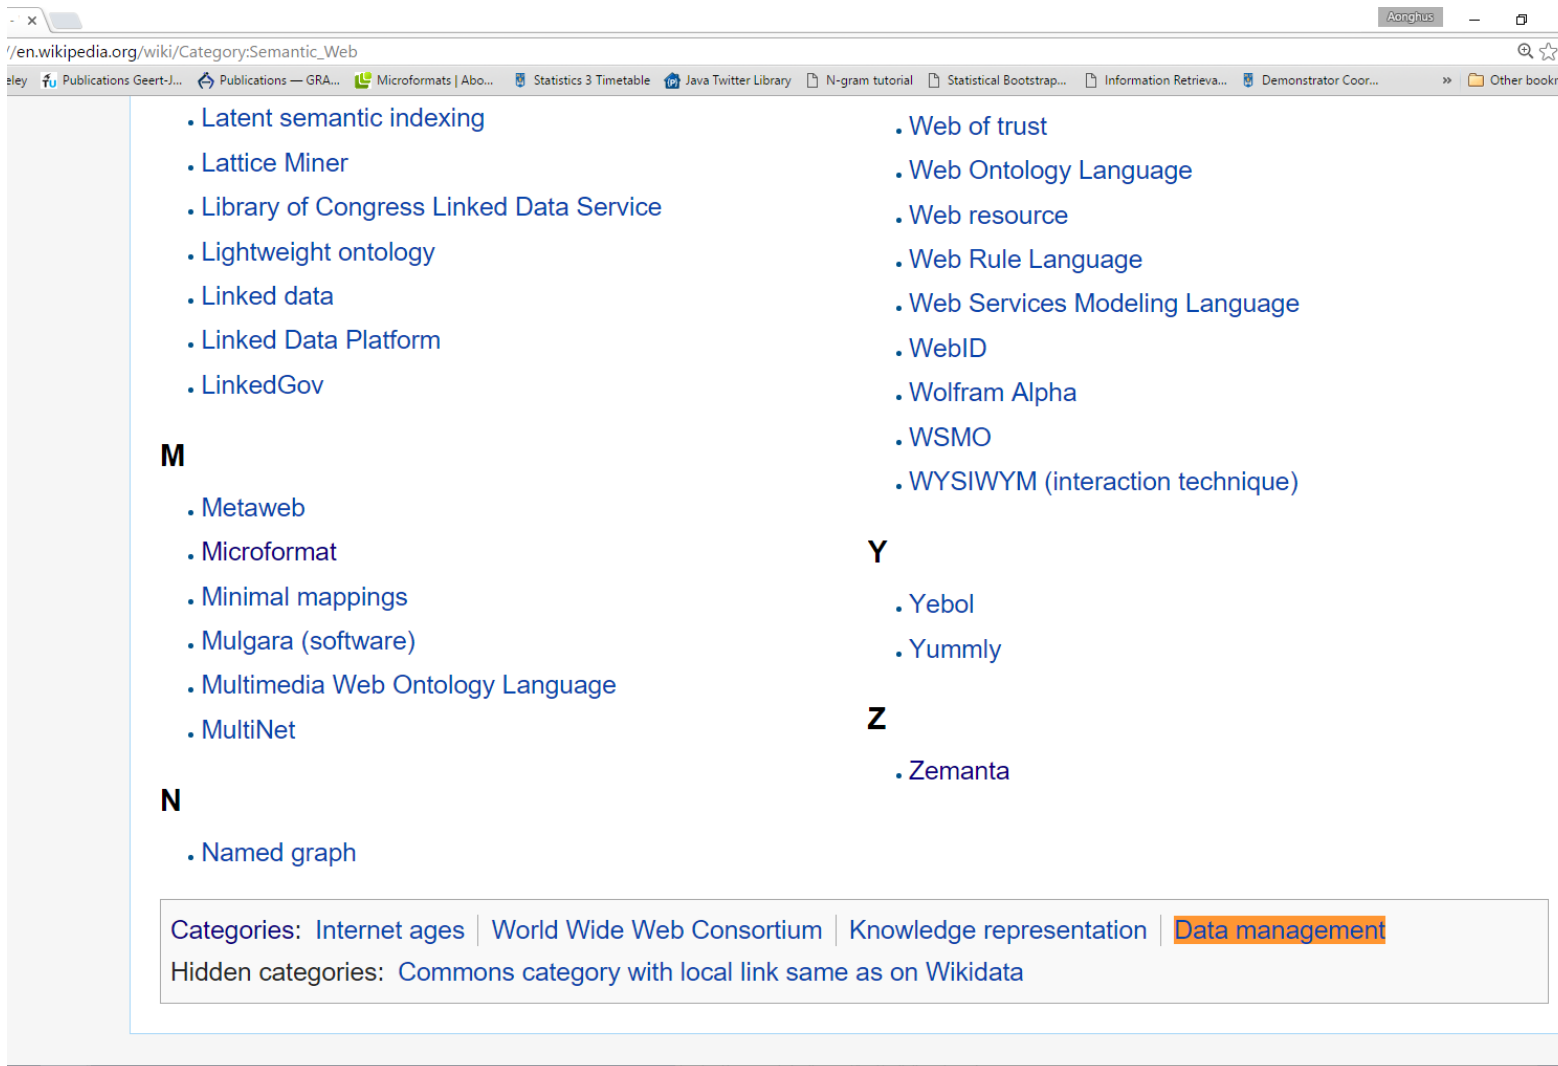 Aonghus
//en.wikipedia.org/wiki/Category:Semantic_Web
eley Publications Geert-J... Publications — GRA... Microformats | Abo... Statistics 3 Timetable Java Twitter Library N-gram tutorial Statistical Bootstrap... Information Retrieva... Demonstrator Coor... » Other bookr
• Latent semantic indexing
• Lattice Miner
• Library of Congress Linked Data Service
• Lightweight ontology
• Linked data
• Linked Data Platform
• LinkedGov
M
• Metaweb
• Microformat
• Minimal mappings
• Mulgara (software)
• Multimedia Web Ontology Language
• MultiNet
N
• Named graph
• Web of trust
• Web Ontology Language
• Web resource
• Web Rule Language
• Web Services Modeling Language
• WebID
• Wolfram Alpha
• WSMO
• WYSIWYM (interaction technique)
Y
• Yebol
• Yummly
Z
• Zemanta
Categories: Internet ages | World Wide Web Consortium | Knowledge representation | Data management
Hidden categories: Commons category with local link same as on Wikidata